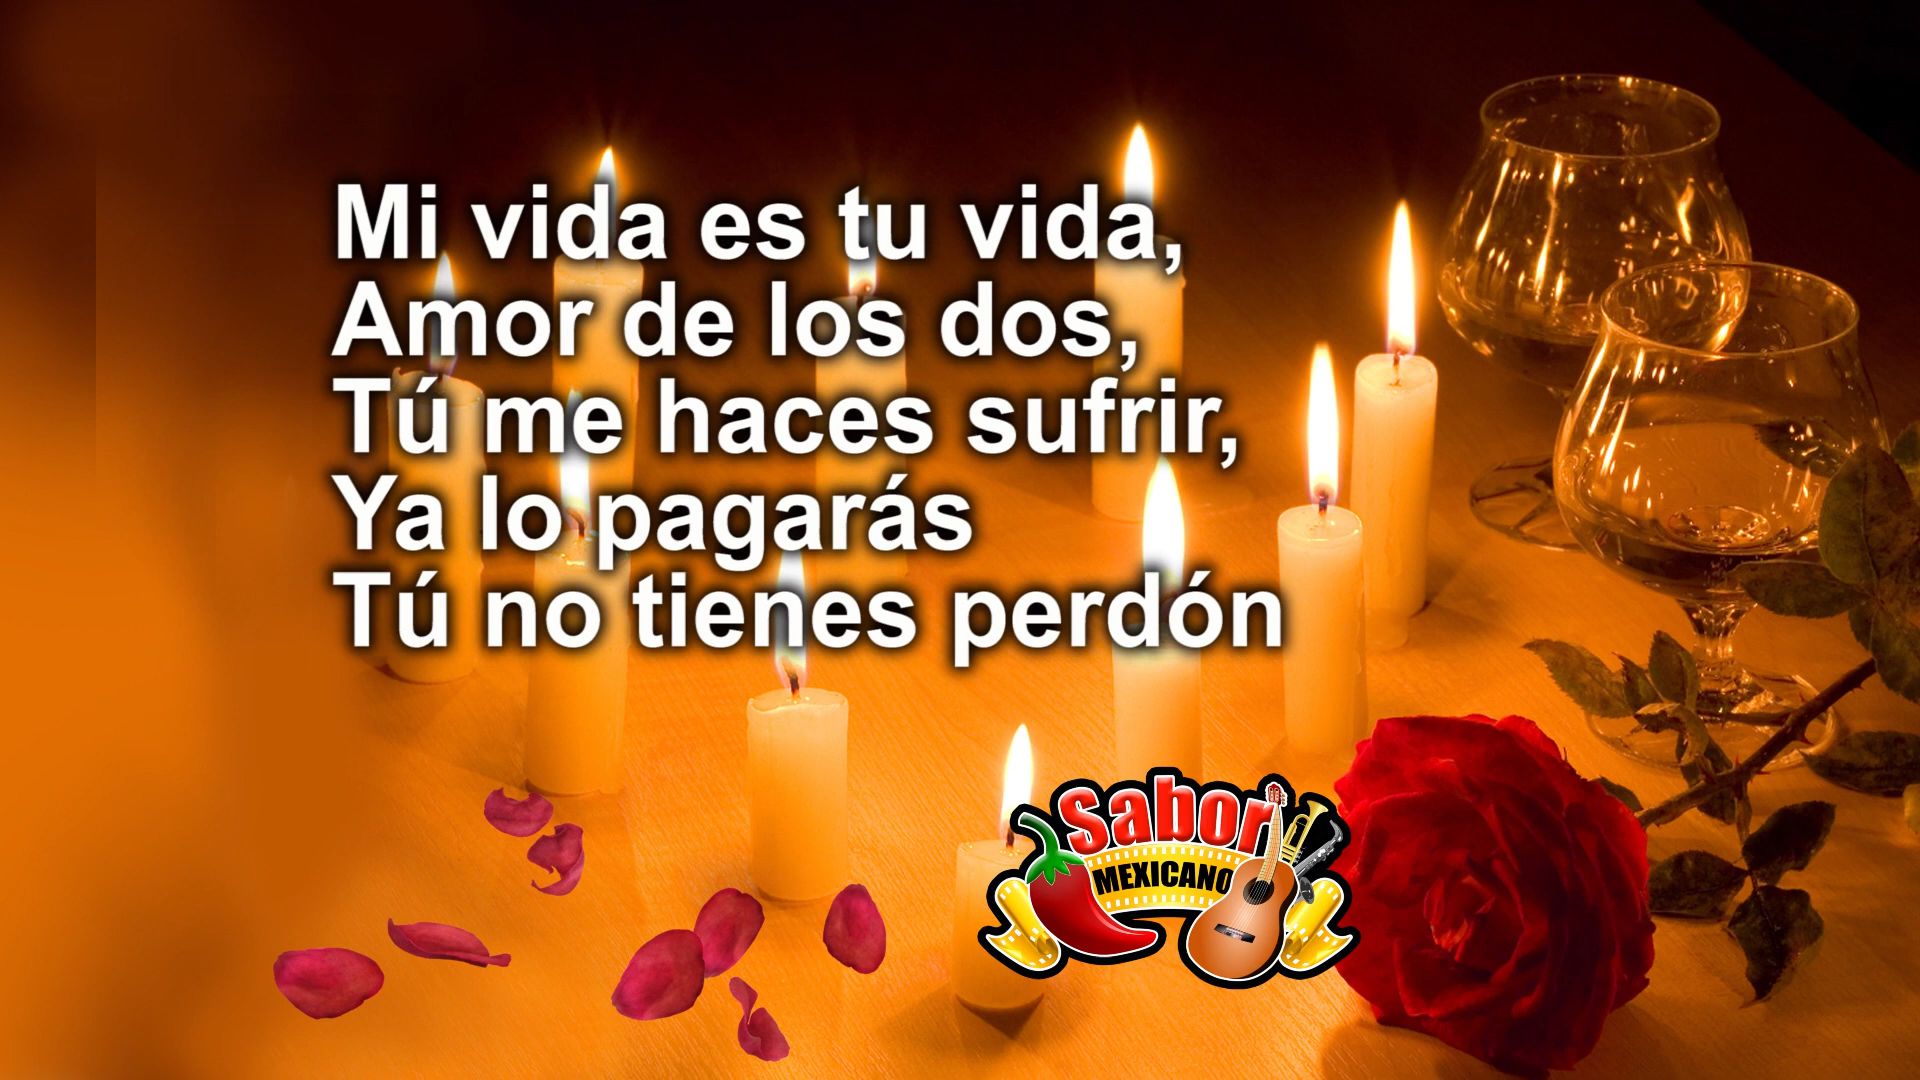 Mi vida es tu vida,
Amor de los dos,
Tú me haces sufrir,
Ya lo pagarás
Tú no tienes perdón
Sabor
MEXICANO